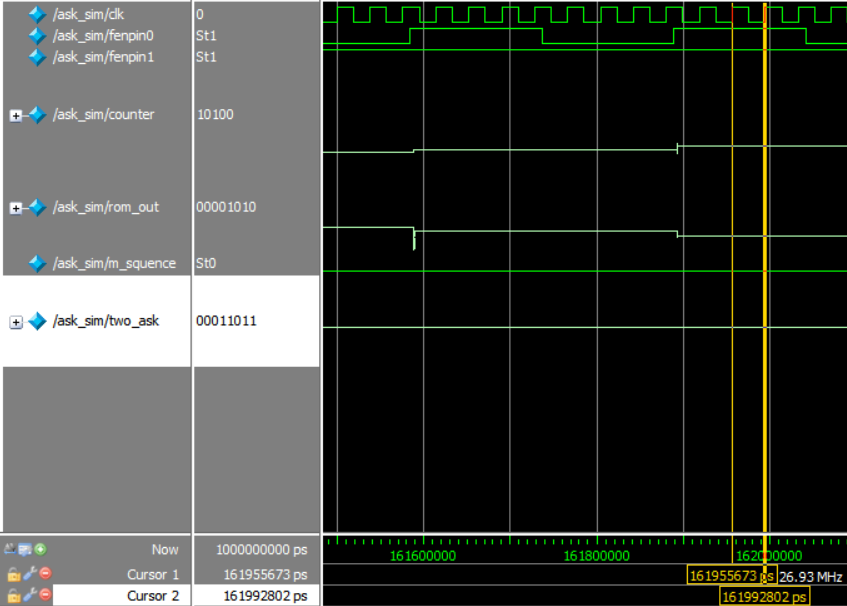 /ask_sim/clk 0
/ask_sim/fenpin0 St1
/ask_sim/fenpin1 St1
/ask_sim/counter 10100
/ask_sim/rom_out 00001010
/ask_sim/m_squence St0
/ask_sim/two_ask 00011011
Now 1000000000 ps
161600000 161800000 162000000
Cursor 1 161955673 ps 161955673 ps 26.93 MHz
Cursor 2 161992802 ps 161992802 ps